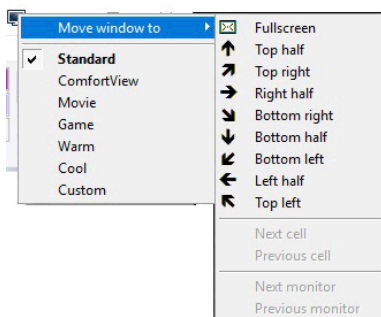 Move window to
Standard
ComfortView
Movie
Game
Warm
Cool
Custom
Fullscreen
Top half
Top right
Right half
Bottom right
Bottom half
Bottom left
Left half
Top left
Next cell
Previous cell
Next monitor
Previous monitor